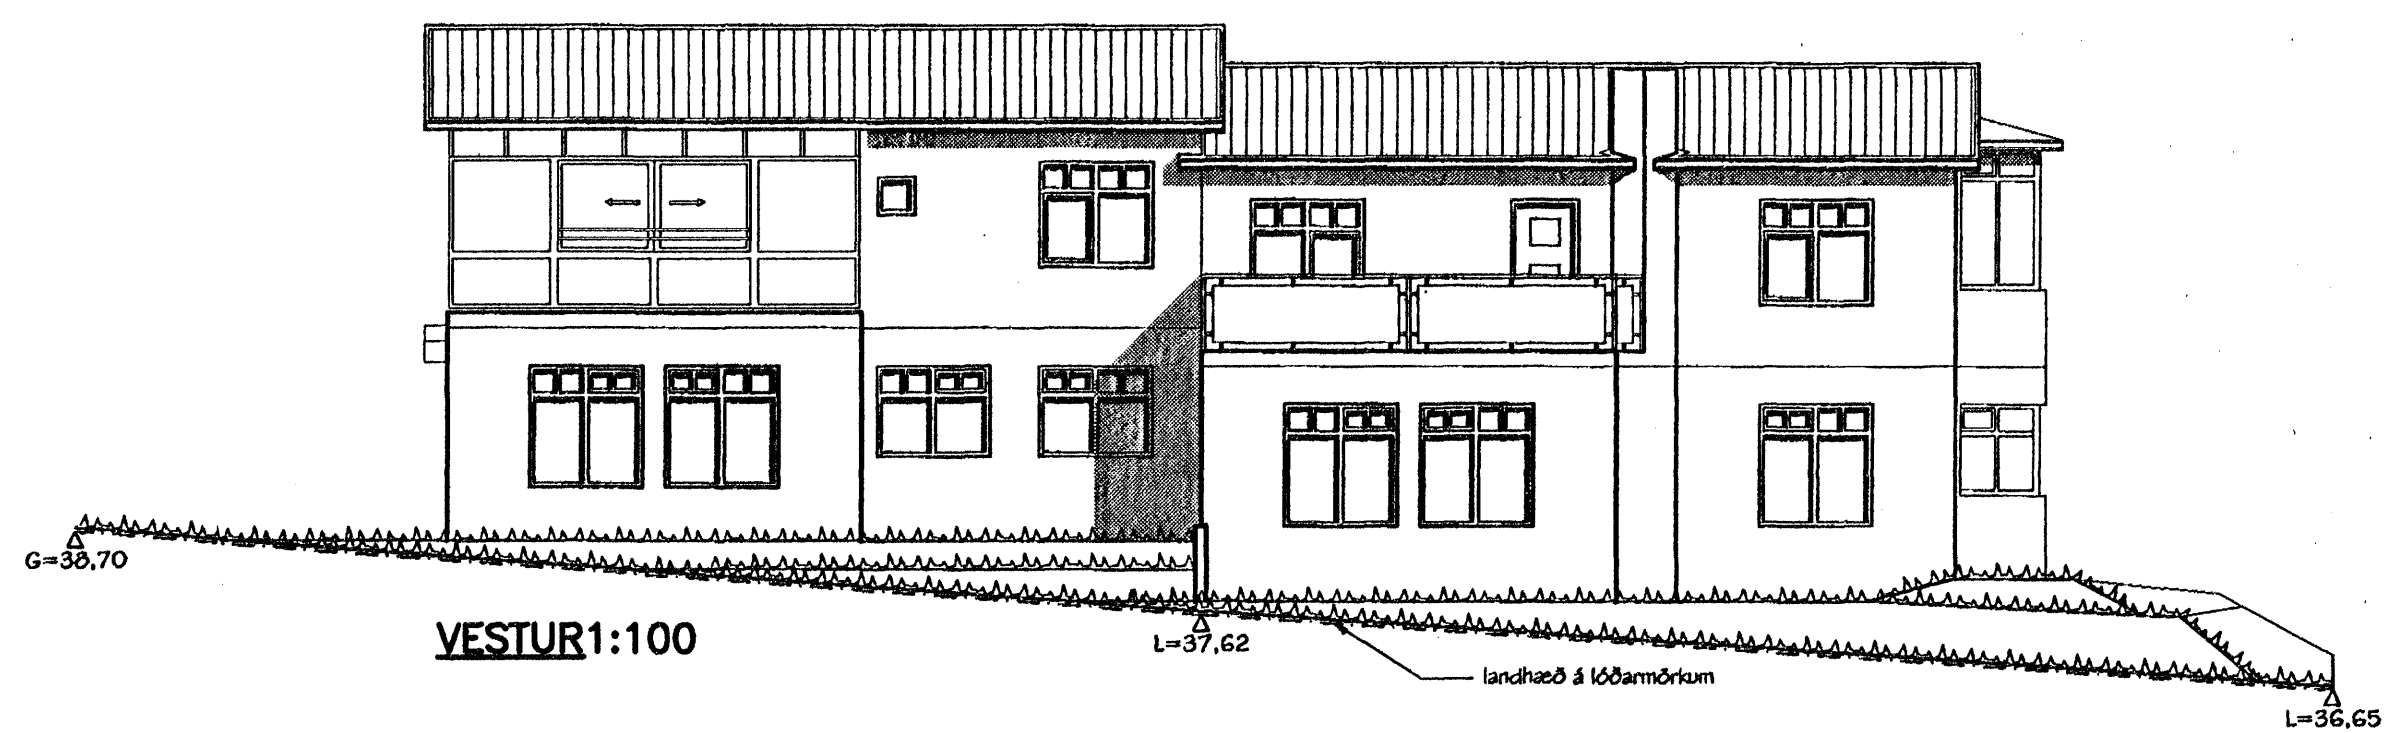 G=38,70
VESTUR1:100
L=37,62
landhæð á lóðarmörkum
L=36,65